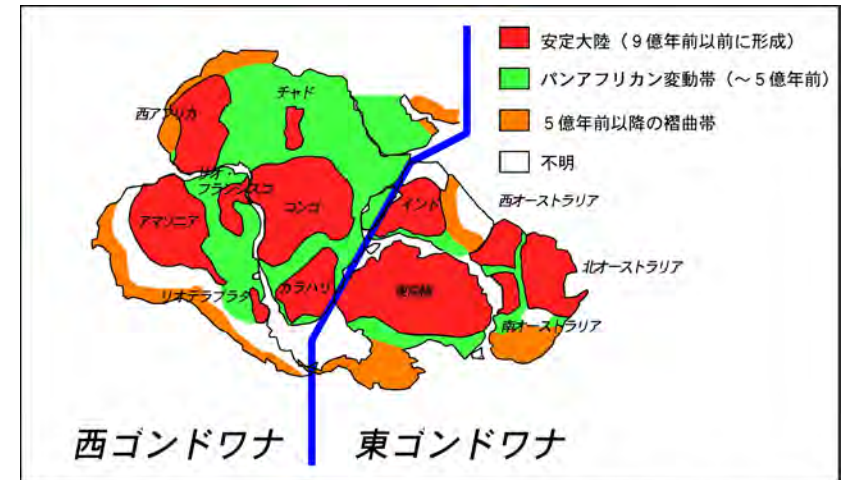 安定大陸（９億年前以前に形成）
パンアフリカン変動帯（～５億年前）
５億年前以降の褶曲帯
不明
チャド
西アフリカ
サオ・
フランシスコ
アマゾニア
コンゴ
インド
西オーストラリア
北オーストラリア
カラハリ
東南極
リオデラプラタ
南オーストラリア
西ゴンドワナ
東ゴンドワナ